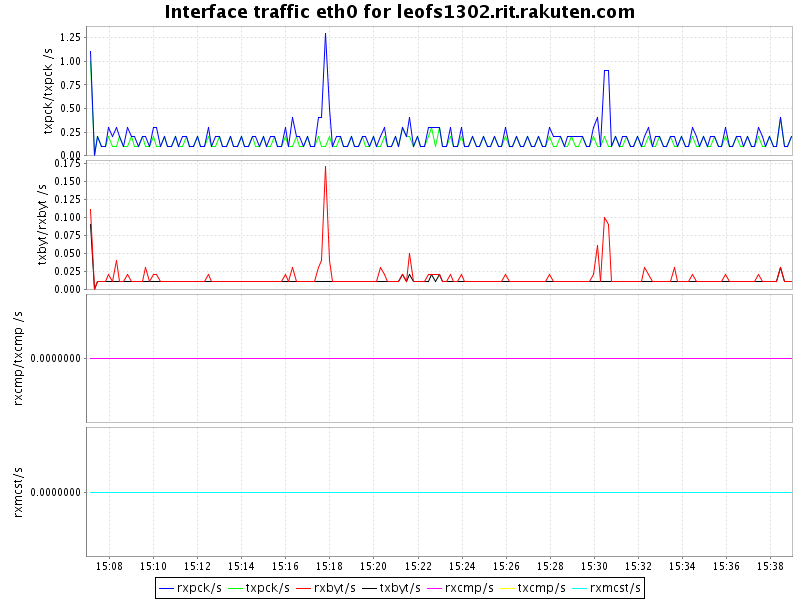 Interface traffic eth0 for leofs1302.rit.rakuten.com
txpck/txpck /s
1.25
1.00
0.75
0.50
0.25
0.00
txbyt/rxbyt /s
0.175
0.150
0.125
0.100
0.075
0.050
0.025
0.000
rxcmp/txcmp /s
0.0000000
rxmcst/s
0.0000000
15:08 15:10 15:12 15:14 15:16 15:18 15:20 15:22 15:24 15:26 15:28 15:30 15:32 15:34 15:36 15:38
rxpck/s txpck/s rxbyt/s txbyt/s rxcmp/s txcmp/s rxmcst/s